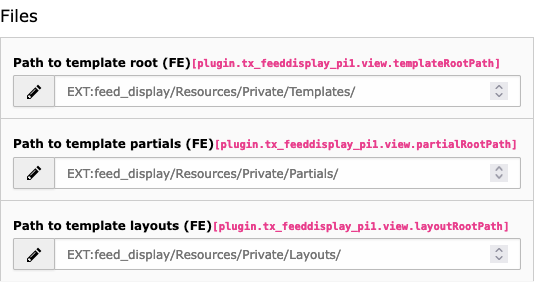 Files
Path to template root (FE)[plugin.tx_feeddisplay_pi1.view.templateRootPath]
EXT:feed_display/Resources/Private/Templates/
Path to template partials (FE)[plugin.tx_feeddisplay_pi1.view.partialRootPath]
EXT:feed_display/Resources/Private/Partials/
Path to template layouts (FE)[plugin.tx_feeddisplay_pi1.view.layoutRootPath]
EXT:feed_display/Resources/Private/Layouts/